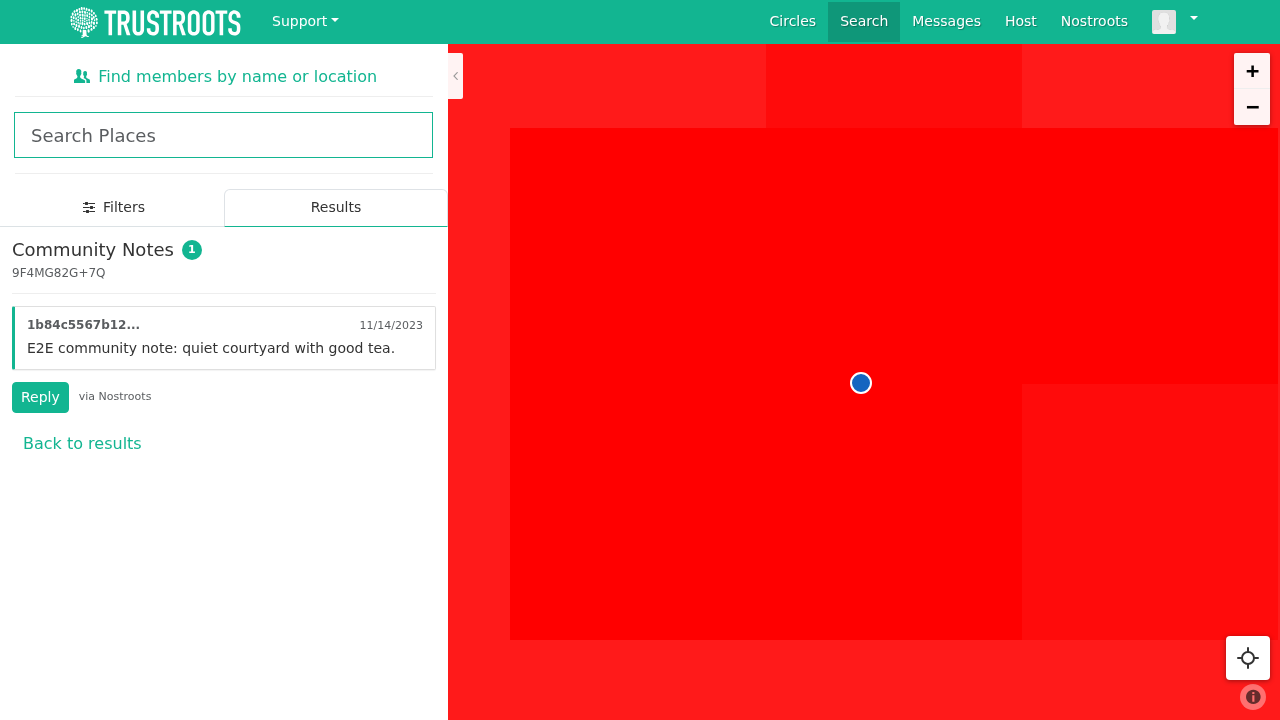 TRUSTROOTS
Support
Circles
Search
Messages
Host
Nostroots
Find members by name or location
Search Places
Filters
Results
Community Notes 1
9F4MG82G+7Q
1b84c5567b12...
11/14/2023
E2E community note: quiet courtyard with good tea.
Reply
via Nostroots
Back to results
+
−